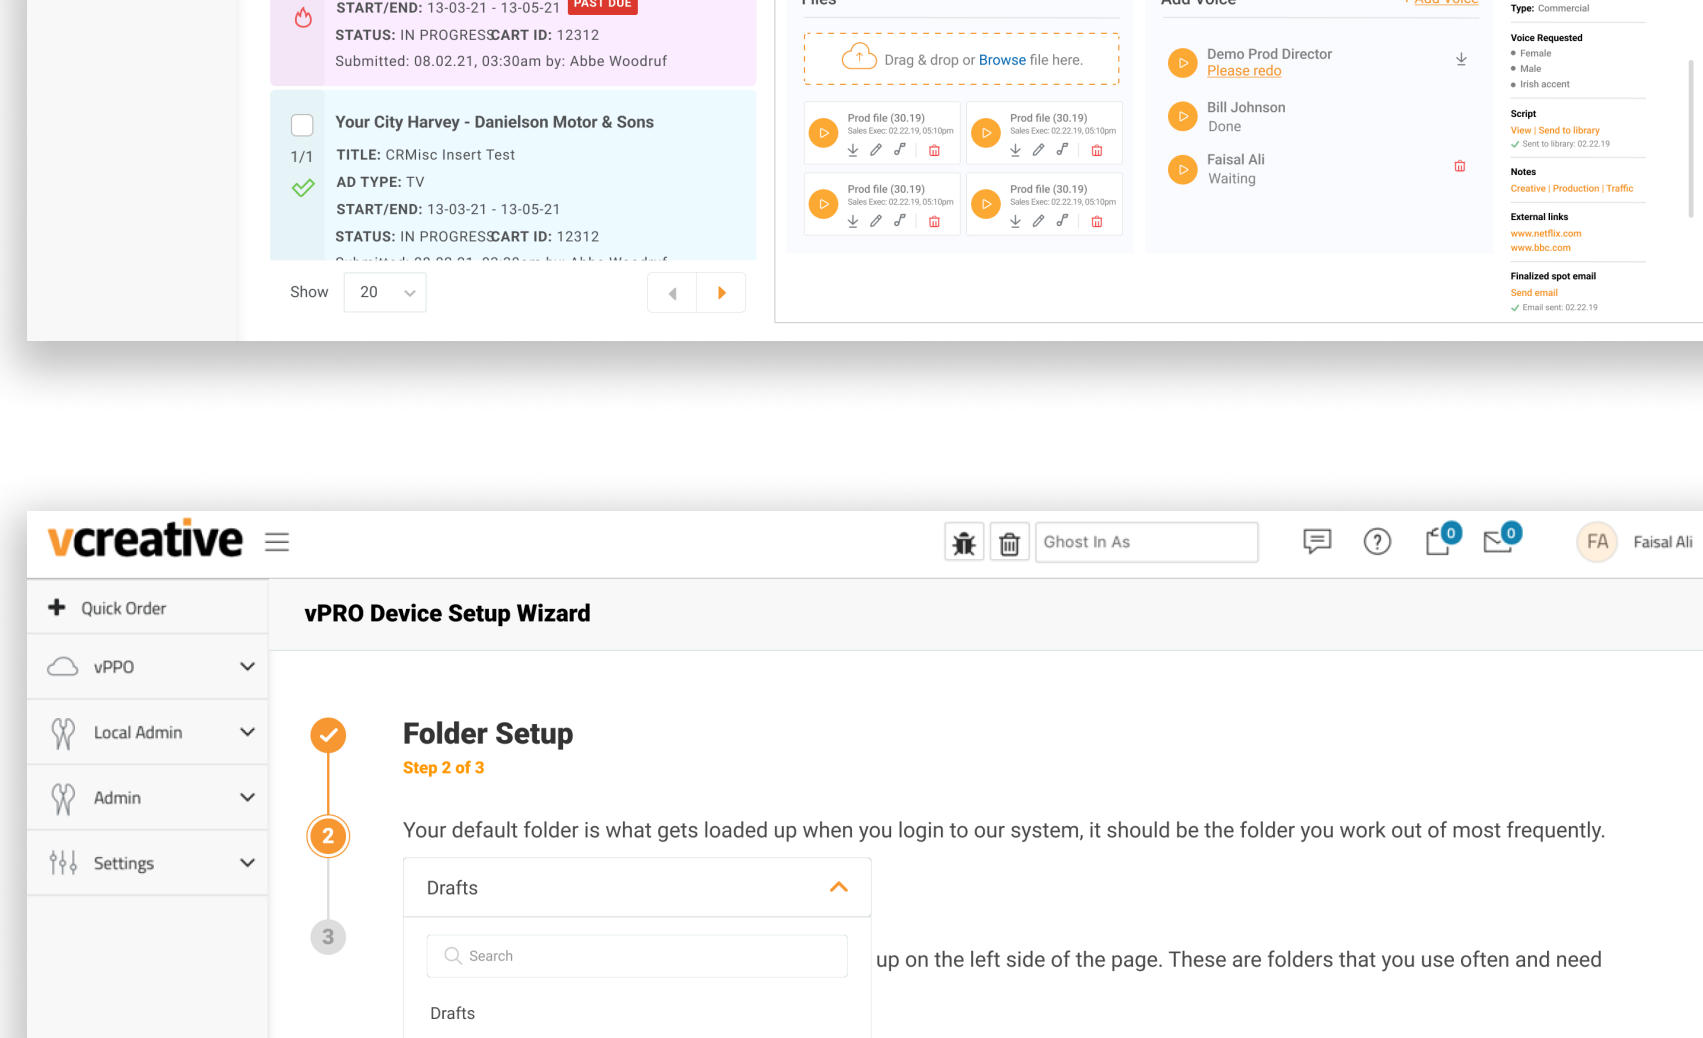 START/END: 13-03-21 - 13-05-21 PAST DUE
STATUS: IN PROGRESS CART ID: 12312
Submitted: 08.02.21, 03:30am by: Abbe Woodruf
1/1
Your City Harvey - Danielson Motor & Sons
TITLE: CRMisc Insert Test
AD TYPE: TV
START/END: 13-03-21 - 13-05-21
STATUS: IN PROGRESS CART ID: 12312
Show 20
Files
Drag & drop or Browse file here.
Prod file (30.19)
Sales Exec: 02.22.19, 05:10pm
Prod file (30.19)
Sales Exec: 02.22.19, 05:10pm
Prod file (30.19)
Sales Exec: 02.22.19, 05:10pm
Prod file (30.19)
Sales Exec: 02.22.19, 05:10pm
Add Voice + Add Voice
Demo Prod Director
Please redo
Bill Johnson
Done
Faisal Ali
Waiting
Type: Commercial
Voice Requested
Female
Male
Irish accent
Script
View | Send to library
Sent to library: 02.22.19
Notes
Creative | Production | Traffic
External links
www.netflix.com
www.bbc.com
Finalized spot email
Send email
Email sent: 02.22.19
vcreative
Ghost In As
?
0
0
FA Faisal Ali
Quick Order
vPPO
Local Admin
Admin
Settings
vPRO Device Setup Wizard
Folder Setup
Step 2 of 3
2
Your default folder is what gets loaded up when you login to our system, it should be the folder you work out of most frequently.
Drafts
3
Search
up on the left side of the page. These are folders that you use often and need
Drafts